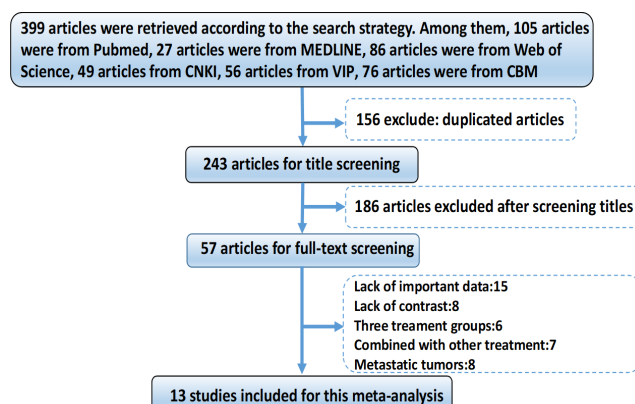 399 articles were retrieved according to the search strategy. Among them, 105 articles
were from Pubmed, 27 articles were from MEDLINE, 86 articles were from Web of
Science, 49 articles from CNKI, 56 articles from VIP, 76 articles were from CBM
156 exclude: duplicated articles
243 articles for title screening
186 articles excluded after screening titles
57 articles for full-text screening
Lack of important data:15
Lack of contrast:8
Three treament groups:6
Combined with other treatment:7
Metastatic tumors:8
13 studies included for this meta-analysis